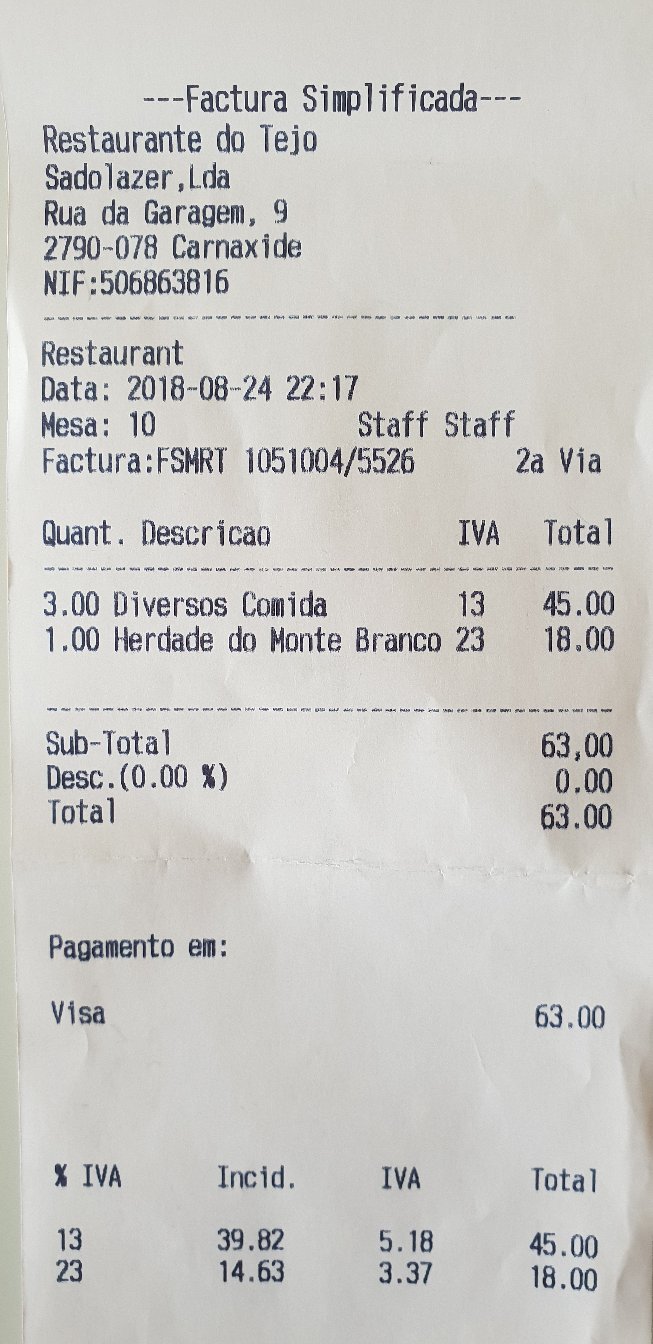 ---Factura Simplificada---
Restaurante do Tejo
Sadolazer,Lda
Rua da Garagem, 9
2790-078 Carnaxide
NIF:506863816
Restaurant
Data: 2018-08-24 22:17
Mesa: 10 Staff Staff
Factura:FSMRT 1051004/5526 2a Via
Quant. Descricao IVA Total
3.00 Diversos Comida 13 45.00
1.00 Herdade do Monte Branco 23 18.00
Sub-Total 63,00
Desc.(0.00 %) 0.00
Total 63.00
Pagamento em:
Visa 63.00
% IVA Incid. IVA Total
13 39.82 5.18 45.00
23 14.63 3.37 18.00